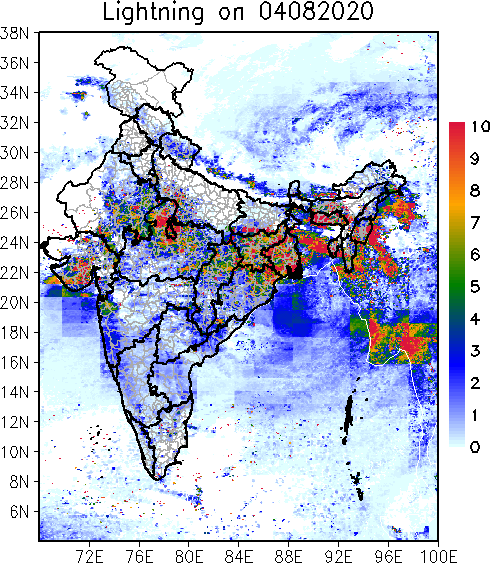 Lightning on 04082020
38N
36N
34N
32N
30N
28N
26N
24N
22N
20N
18N
16N
14N
12N
10N
8N
6N
10
9
8
7
6
5
4
3
2
1
0
72E 76E 80E 84E 88E 92E 96E 100E